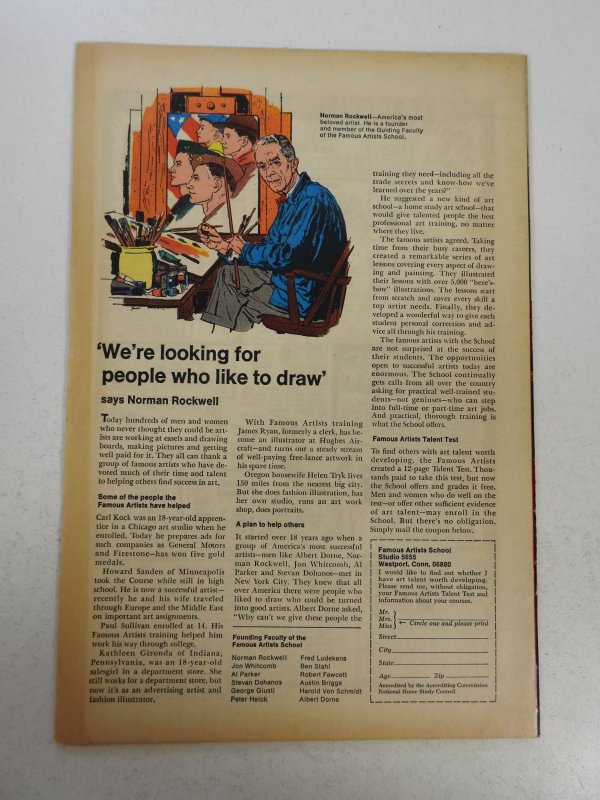 Norman Rockwell—America's most
beloved artist. He is a founder
and member of the Guiding Faculty
of the Famous Artists School.
'We're looking for
people who like to draw'
says Norman Rockwell
Today hundreds of men and women
who never thought they could be art-
ists are working at easels and drawing
boards, making pictures and getting
well paid for it. They all can thank a
group of famous artists who have de-
voted much of their time and talent
to helping others find success in art.
Some of the people the
Famous Artists have helped
Carl Kock was an 18-year-old appren-
tice in a Chicago art studio when he
enrolled. Today he prepares ads for
such companies as General Motors
and Firestone—has won five gold
medals.
Howard Sanden of Minneapolis
took the Course while still in high
school. He is now a successful artist—
recently he and his wife traveled
through Europe and the Middle East
on important art assignments.
Paul Sullivan enrolled at 14. His
Famous Artists training helped him
work his way through college.
Kathleen Gironda of Indiana,
Pennsylvania, was an 18-year-old
salesgirl in a department store. She
still works for a department store, but
now it's as an advertising artist and
fashion illustrator.
With Famous Artists training
James Ryan, formerly a clerk, has be-
come an illustrator at Hughes Air-
craft—and turns out a steady stream
of well-paying free-lance artwork in
his spare time.
Oregon housewife Helen Tryk lives
150 miles from the nearest big city.
But she does fashion illustration, has
her own studio, runs an art work
shop, does portraits.
A plan to help others
It started over 18 years ago when a
group of America's most successful
artists—men like Albert Dorne, Nor-
man Rockwell, Jon Whitcomb, Al
Parker and Stevan Dohanos—met in
New York City. They knew that all
over America there were people who
liked to draw who could be turned
into good artists. Albert Dorne asked,
"Why can't we give these people the
Founding Faculty of the
Famous Artists School
Norman Rockwell Fred Ludekens
Jon Whitcomb Ben Stahl
Al Parker Robert Fawcett
Stevan Dohanos Austin Briggs
George Giusti Harold Von Schmidt
Peter Helck Albert Dorne
training they need—including all the
trade secrets and know-how we've
learned over the years?"
He suggested a new kind of art
school—a home study art school—that
would give talented people the best
professional art training, no matter
where they live.
The famous artists agreed. Taking
time from their busy careers, they
created a remarkable series of art
lessons covering every aspect of draw-
ing and painting. They illustrated
their lessons with over 5,000 "here's-
how" illustrations. The lessons start
from scratch and cover every skill a
top artist needs. Finally, they de-
veloped a wonderful way to give each
student personal correction and ad-
vice all through his training.
The famous artists with the School
are not surprised at the success of
their students. The opportunities
open to successful artists today are
enormous. The School continually
gets calls from all over the country
asking for practical well-trained stu-
dents—not geniuses—who can step
into full-time or part-time art jobs.
And practical, thorough training is
what the School offers.
Famous Artists Talent Test
To find others with art talent worth
developing, the Famous Artists
created a 12-page Talent Test. Thou-
sands paid to take this test, but now
the School offers and grades it free.
Men and women who do well on the
test—or offer other sufficient evidence
of art talent—may enroll in the
School. But there's no obligation.
Simply mail the coupon below.
Famous Artists School
Studio 5655
Westport, Conn. 06880
I would like to find out whether I
have art talent worth developing.
Please send me, without obligation,
your Famous Artists Talent Test and
information about your courses.
Mr.
Mrs. ← Circle one and please print
Miss
Street
City
State
Age Zip
Accredited by the Accrediting Commission
National Home Study Council